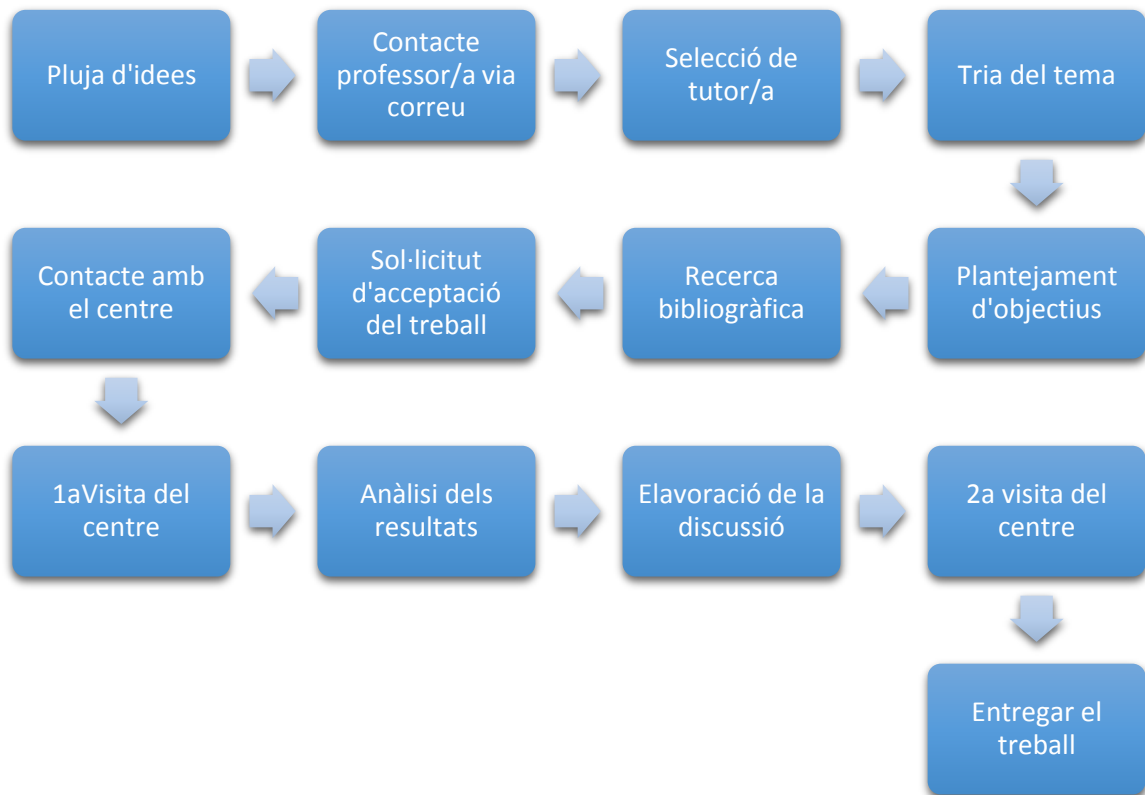 Pluja d'idees
Contacte
professor/a via
correu
Selecció de
tutor/a
Tria del tema
Plantejament
d'objectius
Recerca
bibliogràfica
Sol·licitut
d'acceptació
del treball
Contacte amb
el centre
1aVisita del
centre
Anàlisi dels
resultats
Elavoració de la
discussió
2a visita del
centre
Entregar el
treball